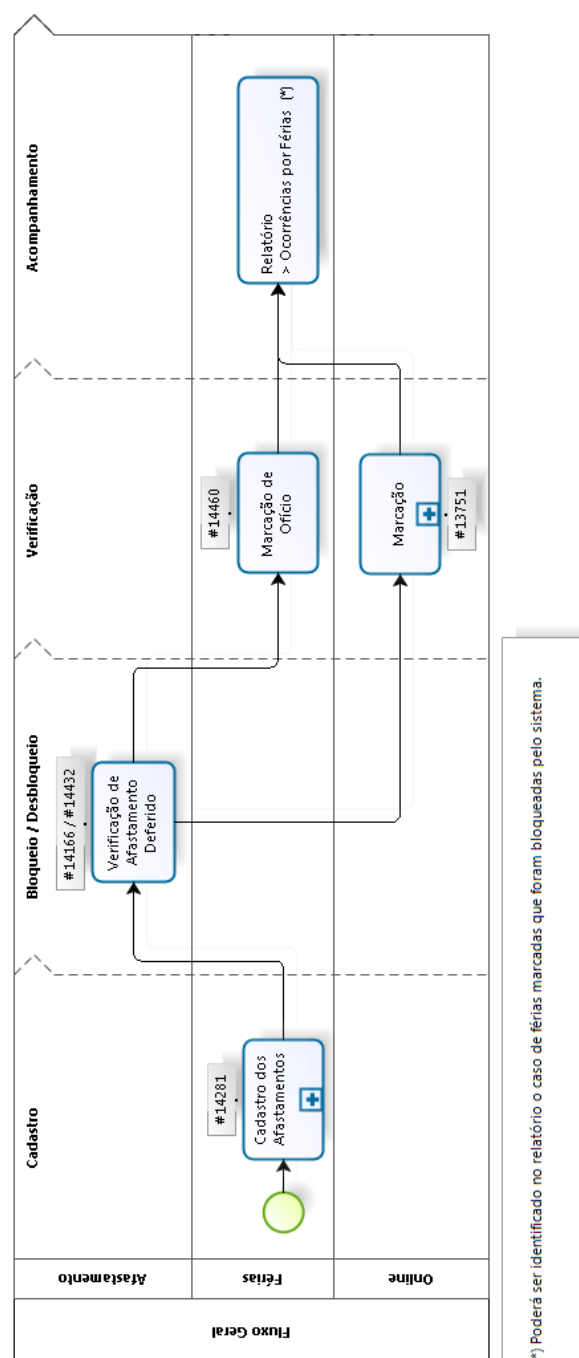 Fluxo Geral
Afastamento
Férias
Online
Cadastro
Bloqueio / Desbloqueio
Verificação
Acompanhamento
#14281
Cadastro dos
Afastamentos
#14166 / #14432
Verificação de
Afastamento
Deferido
#14460
Marcação de
Ofício
Marcação
#13751
Relatório
> Ocorrências por Férias (*)
*) Poderá ser identificado no relatório o caso de férias marcadas que foram bloqueadas pelo sistema.